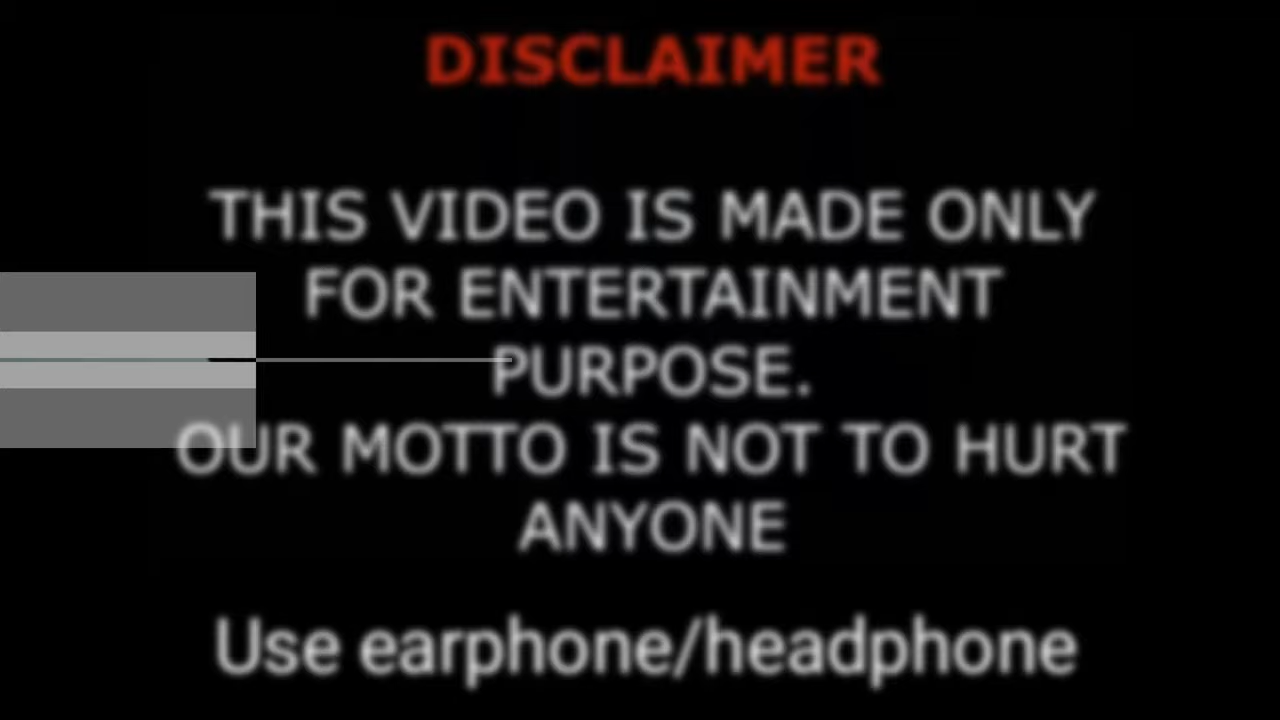 DISCLAIMER
THIS VIDEO IS MADE ONLY
FOR ENTERTAINMENT
PURPOSE.
OUR MOTTO IS NOT TO HURT
ANYONE
Use earphone/headphone